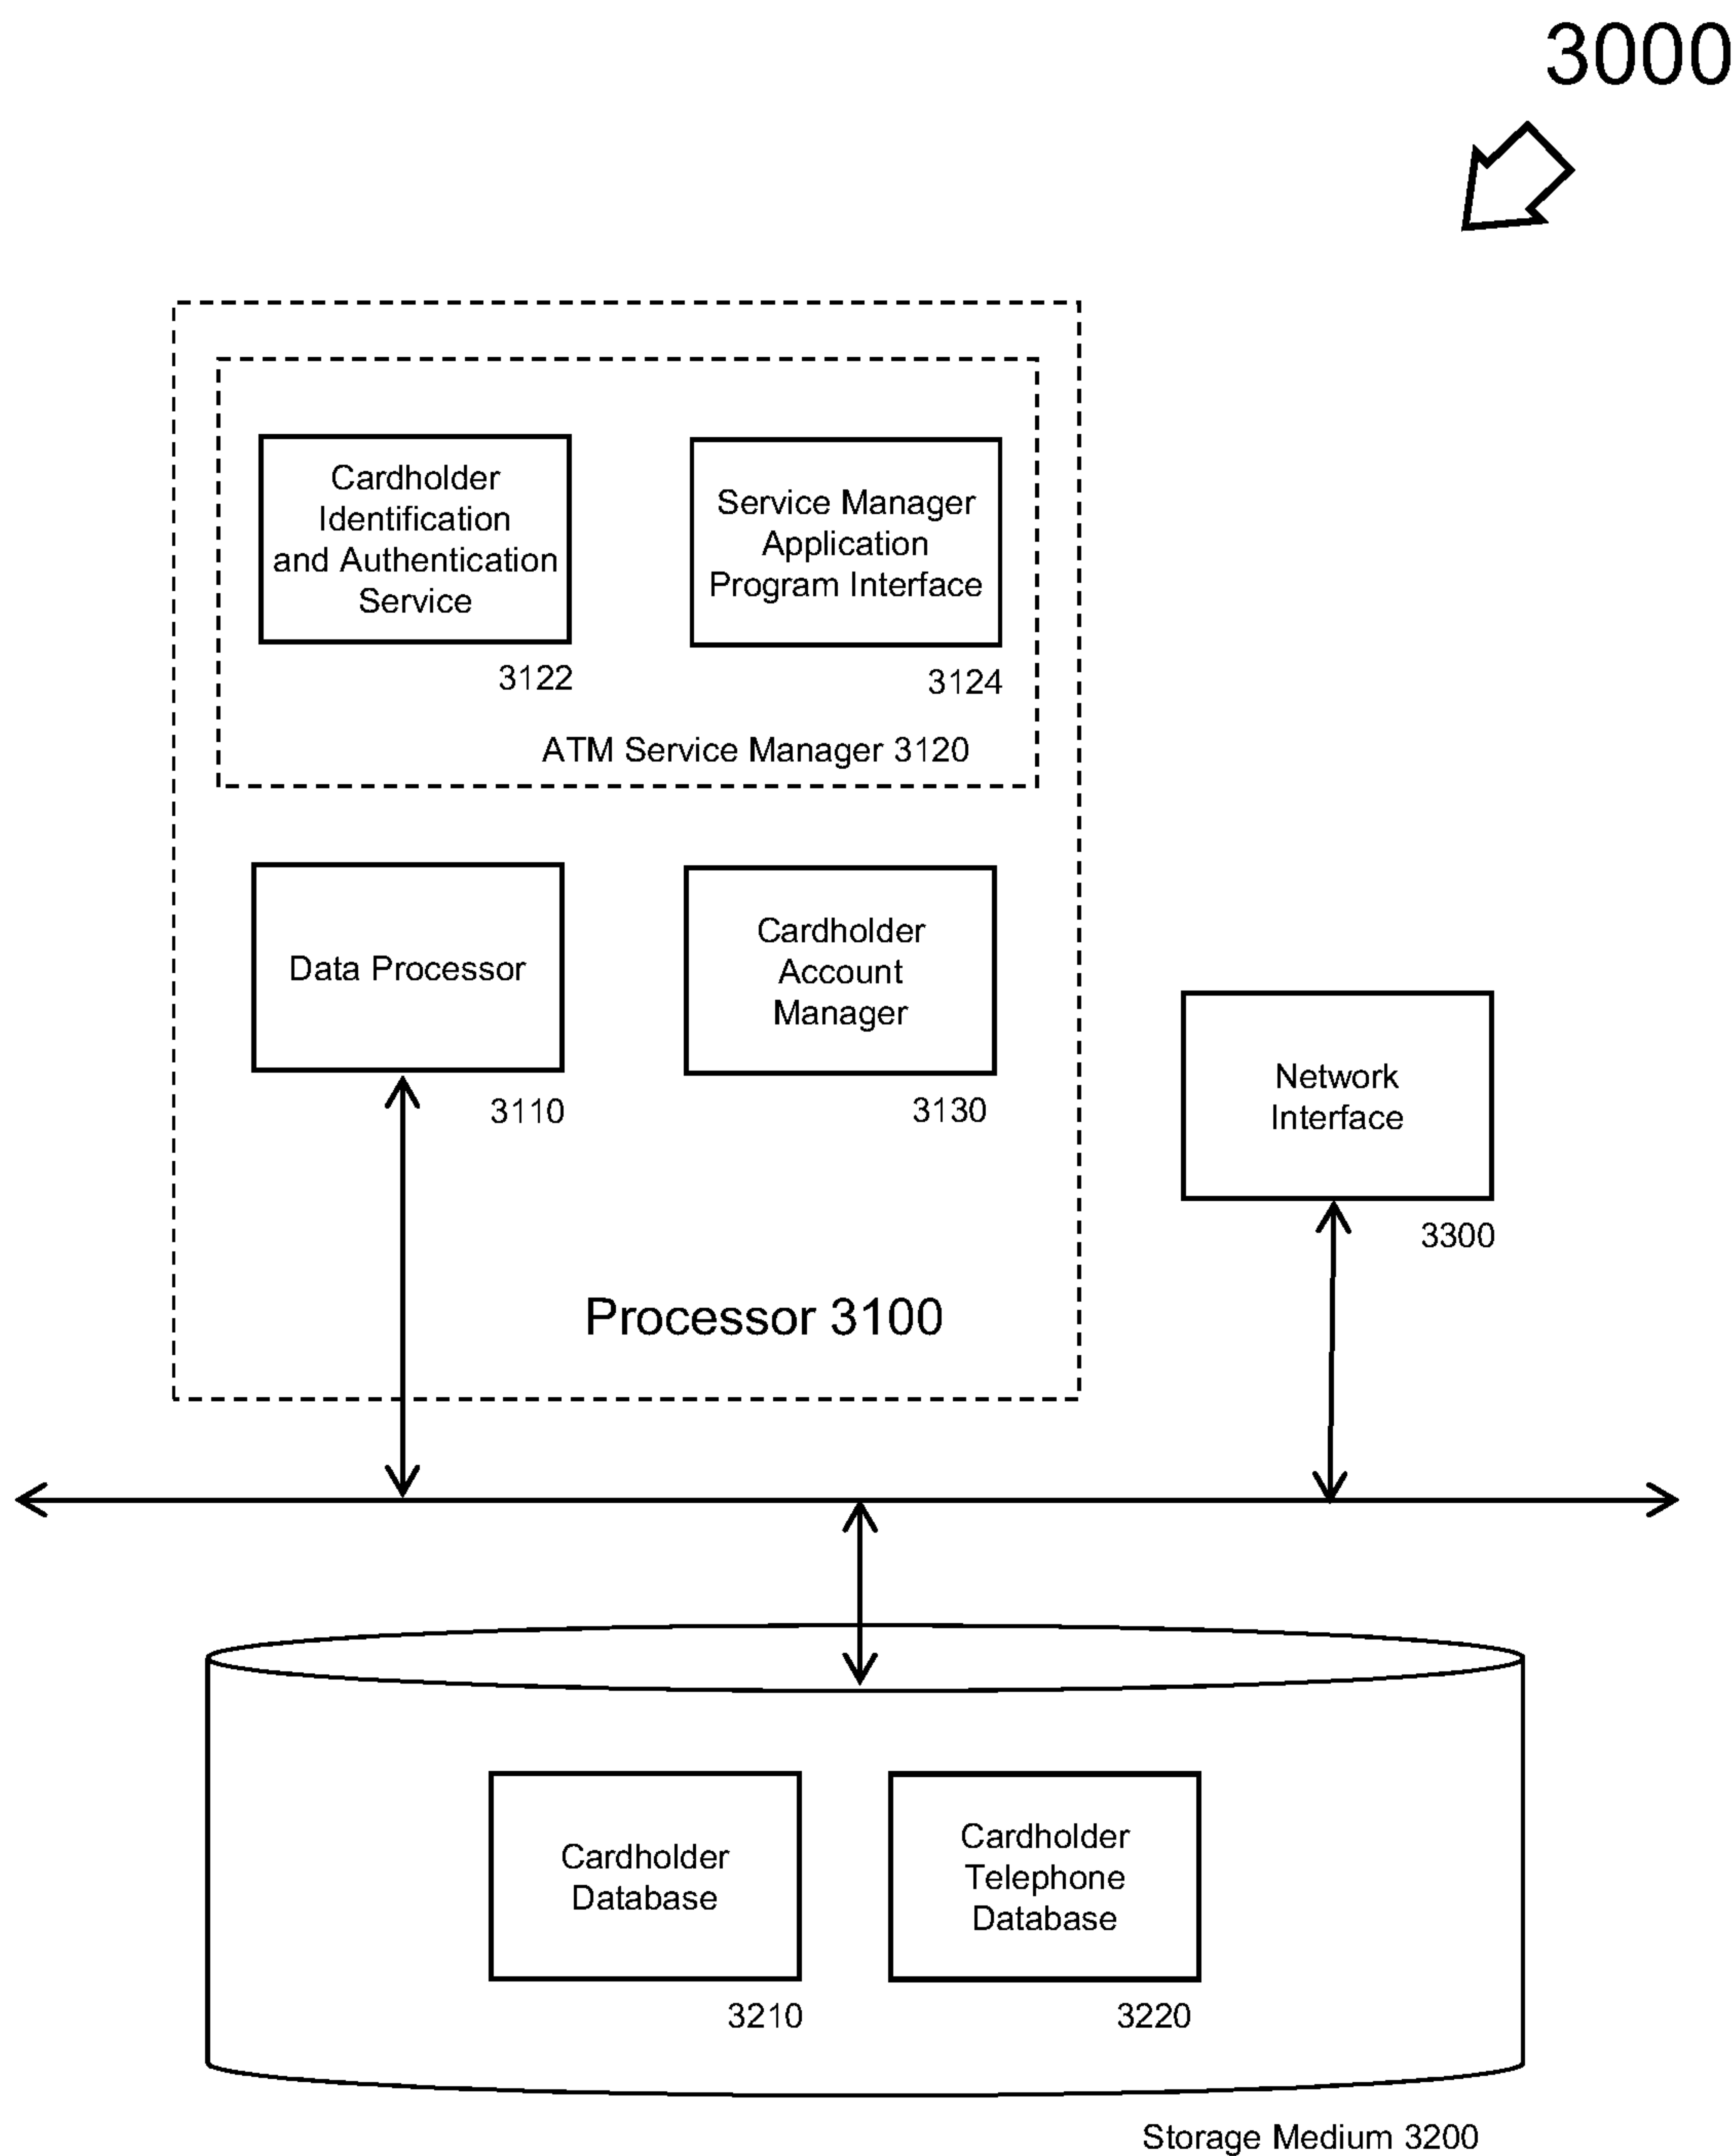 3000
Cardholder
Identification
and Authentication
Service
3122
Service Manager
Application
Program Interface
3124
ATM Service Manager 3120
Data Processor
3110
Cardholder
Account
Manager
3130
Network
Interface
3300
Processor 3100
Cardholder
Database
3210
Cardholder
Telephone
Database
3220
Storage Medium 3200